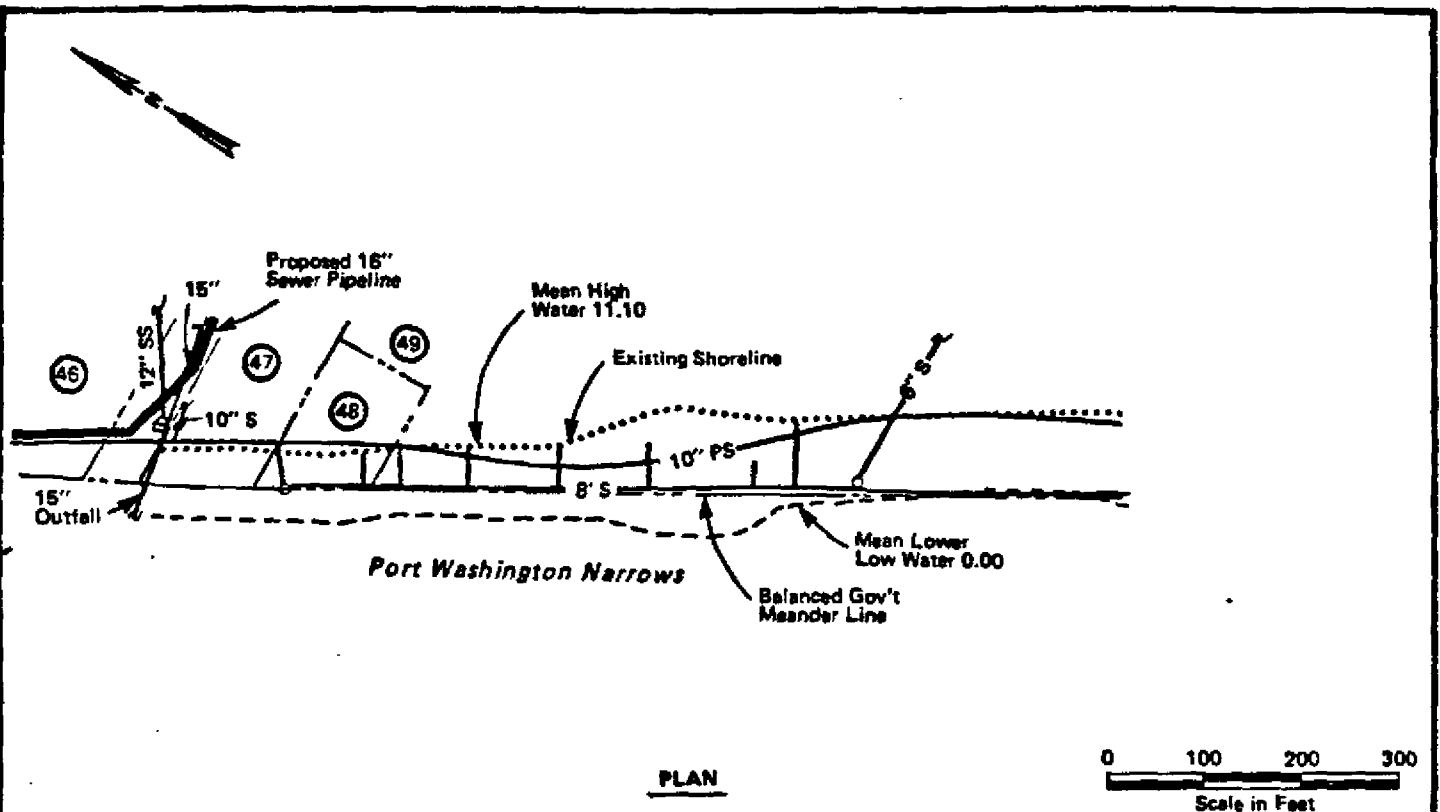 N
Proposed 16"
Sewer Pipeline
15"
Mean High
Water 11.10
49
Existing Shoreline
12" SS
46
47
48
10" S
6" S
10" PS
8' S
15"
Outfall
Mean Lower
Low Water 0.00
Port Washington Narrows
Balanced Gov't
Meander Line
PLAN
0 100 200 300
Scale in Feet